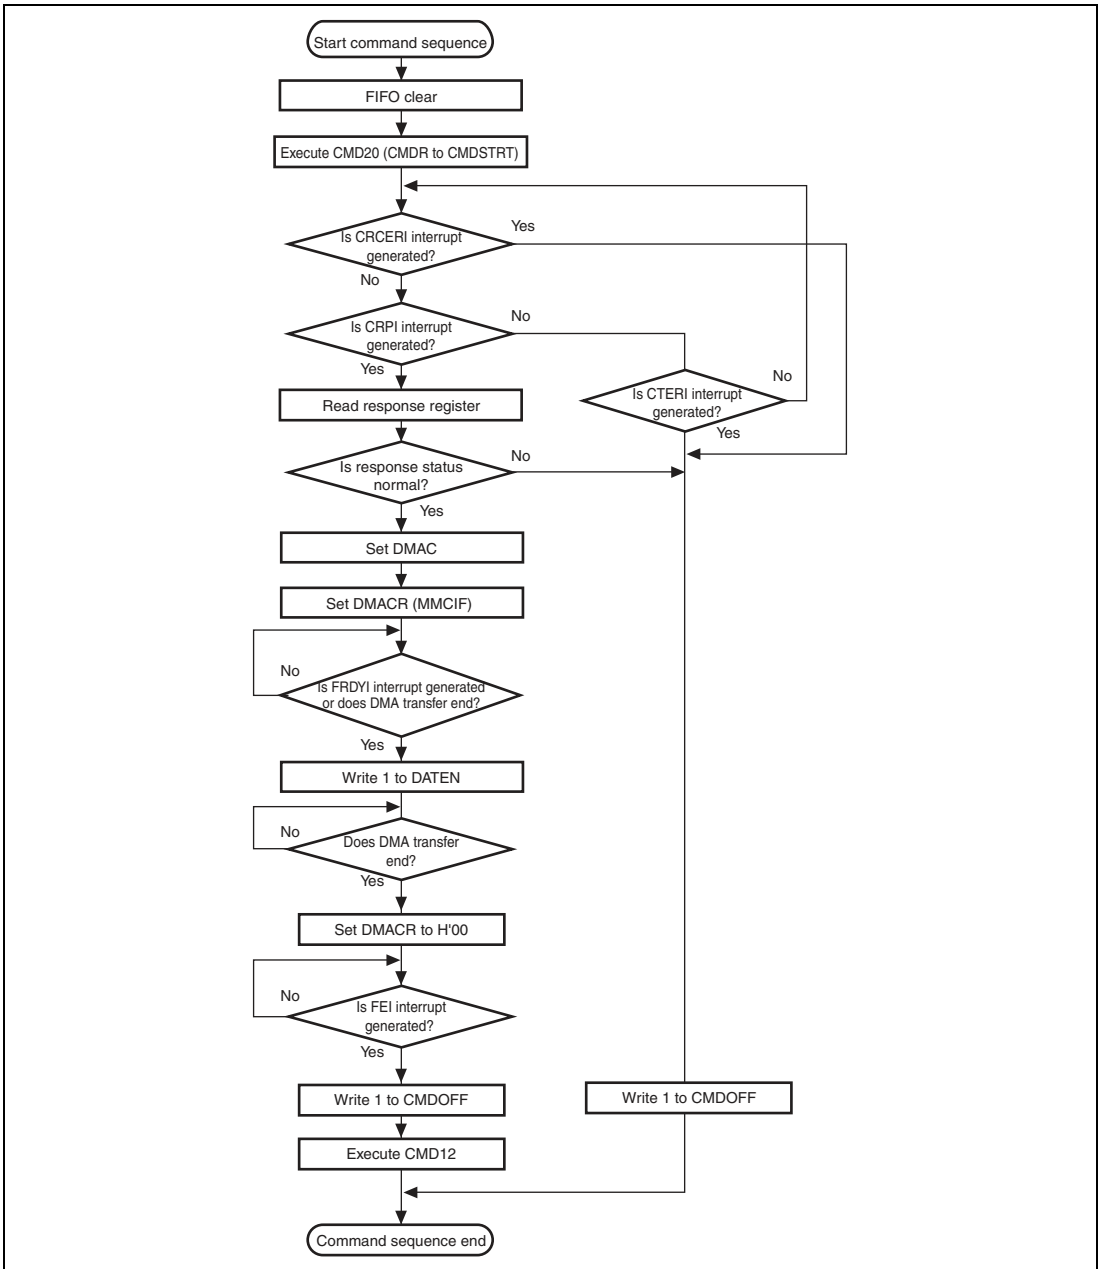 Start command sequence
FIFO clear
Execute CMD20 (CMDR to CMDSTRT)
Is CRCERI interrupt
generated?
Yes
No
Is CRPI interrupt
generated?
No
Yes
Is CTERI interrupt
generated?
No
Yes
Read response register
Is response status
normal?
No
Yes
Set DMAC
Set DMACR (MMCIF)
No
Is FRDYI interrupt generated
or does DMA transfer end?
Yes
Write 1 to DATEN
No
Does DMA transfer
end?
Yes
Set DMACR to H'00
No
Is FEI interrupt
generated?
Yes
Write 1 to CMDOFF
Write 1 to CMDOFF
Execute CMD12
Command sequence end